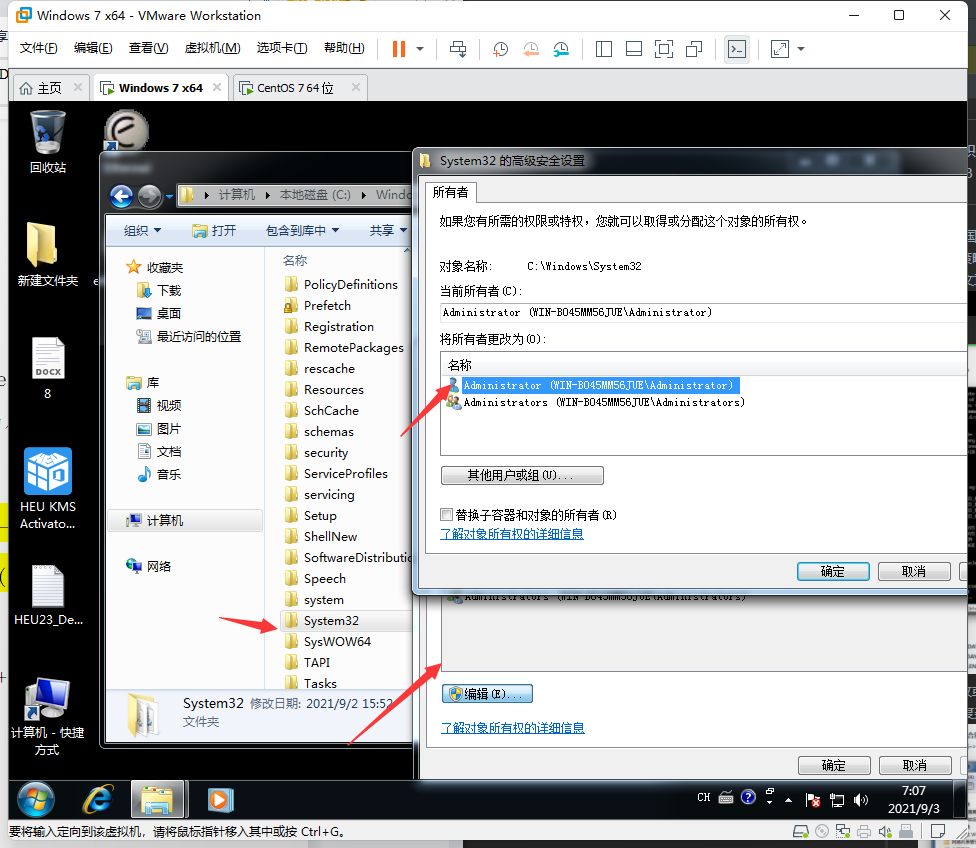 Windows 7 x64 - VMware Workstation
文件(F) 编辑(E) 查看(V) 虚拟机(M) 选项卡(T) 帮助(H)
主页 Windows 7 x64 CentOS 7 64 位
回收站
新建文件夹
DOCX
8
HEU KMS
Activato...
HEU23_De...
计算机 - 快捷
方式
计算机 本地磁盘 (C:)
组织 打开 包含到库中 共享
收藏夹
下载
桌面
最近访问的位置
库
视频
图片
文档
音乐
计算机
网络
名称
PolicyDefinitions
Prefetch
Registration
RemotePackages
rescache
Resources
SchCache
schemas
security
ServiceProfiles
servicing
Setup
ShellNew
SoftwareDistributic
Speech
system
System32
SysWOW64
TAPI
Tasks
System32 修改日期: 2021/9/2 15:52
文件夹
System32 的高级安全设置
所有者
如果您有所需的权限或特权，您就可以取得或分配这个对象的所有权。
对象名称: C:\Windows\System32
当前所有者(C):
Administrator (WIN-BO45MM56JUE\Administrator)
将所有者更改为(O):
名称
Administrator (WIN-BO45MM56JUE\Administrator)
Administrators (WIN-BO45MM56JUE\Administrators)
其他用户或组(U)...
替换子容器和对象的所有者(R)
了解对象所有权的详细信息
确定 取消
Administrators (WIN-BO45MM56JUE\Administrators)
编辑(E)...
了解对象所有权的详细信息
确定 取消
CH
7:07
2021/9/3
要将输入定向到该虚拟机，请将鼠标指针移入其中或按 Ctrl+G。